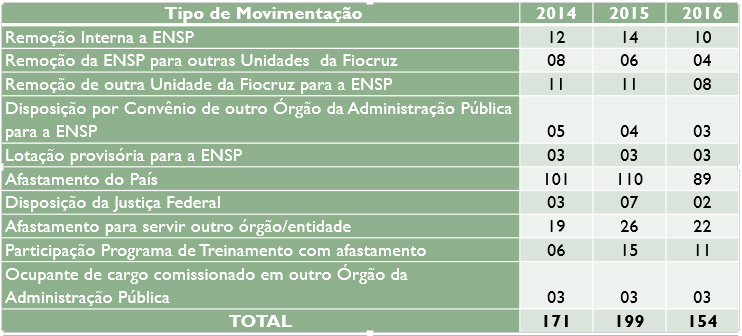 Tipo de Movimentação 2014 2015 2016
Remoção Interna a ENSP 12 14 10
Remoção da ENSP para outras Unidades da Fiocruz 08 06 04
Remoção de outra Unidade da Fiocruz para a ENSP 11 11 08
Disposição por Convênio de outro Órgão da Administração Pública
para a ENSP 05 04 03
Lotação provisória para a ENSP 03 03 03
Afastamento do País 101 110 89
Disposição da Justiça Federal 03 07 02
Afastamento para servir outro órgão/entidade 19 26 22
Participação Programa de Treinamento com afastamento 06 15 11
Ocupante de cargo comissionado em outro Órgão da
Administração Pública 03 03 03
TOTAL 171 199 154